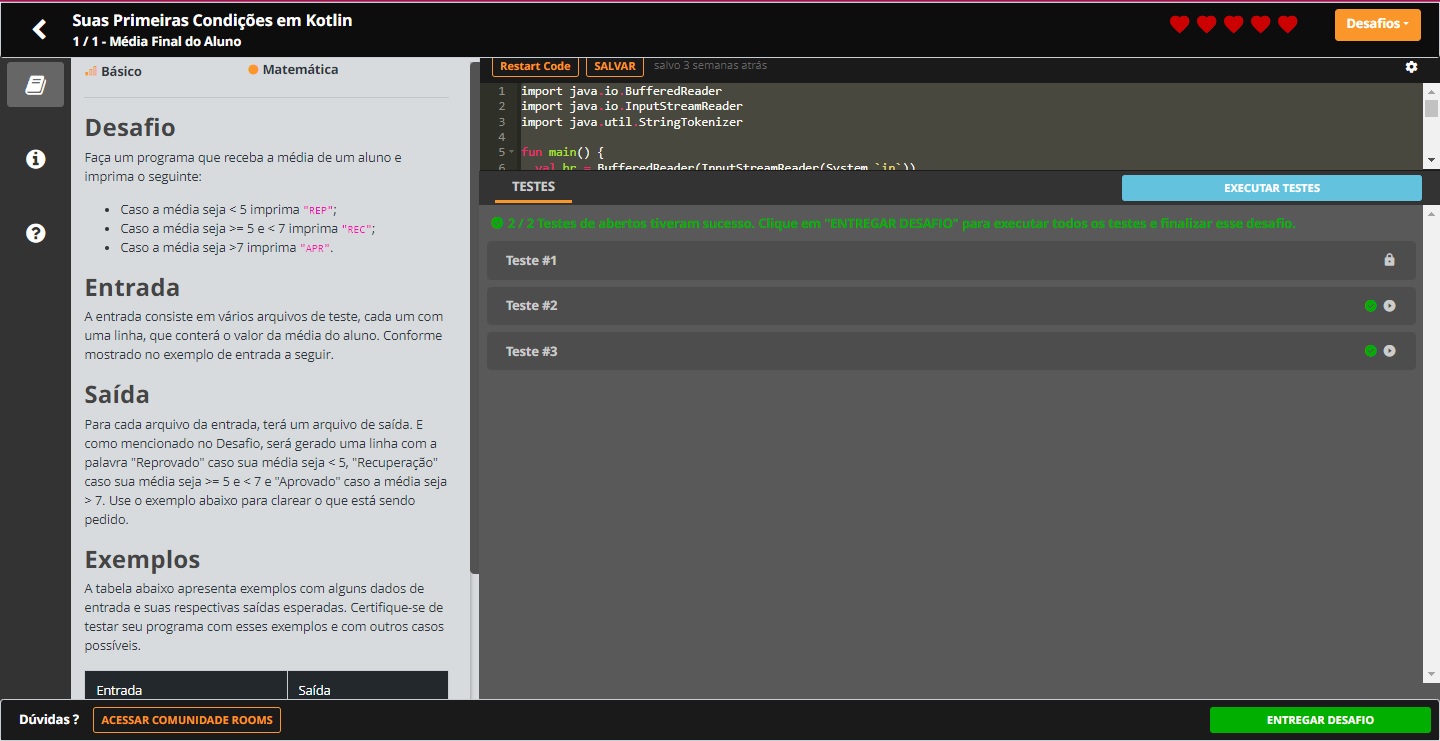 Suas Primeiras Condições em Kotlin
1 / 1 - Média Final do Aluno
Desafios
Básico
Matemática
Desafio
Faça um programa que receba a média de um aluno e
imprima o seguinte:
• Caso a média seja < 5 imprima "REP";
• Caso a média seja >= 5 e < 7 imprima "REC";
• Caso a média seja >7 imprima "APR".
Entrada
A entrada consiste em vários arquivos de teste, cada um com
uma linha, que conterá o valor da média do aluno. Conforme
mostrado no exemplo de entrada a seguir.
Saída
Para cada arquivo da entrada, terá um arquivo de saída. E
como mencionado no Desafio, será gerado uma linha com a
palavra "Reprovado" caso sua média seja < 5, "Recuperação"
caso sua média seja >= 5 e < 7 e "Aprovado" caso a média seja
> 7. Use o exemplo abaixo para clarear o que está sendo
pedido.
Exemplos
A tabela abaixo apresenta exemplos com alguns dados de
entrada e suas respectivas saídas esperadas. Certifique-se de
testar seu programa com esses exemplos e com outros casos
possíveis.
Entrada Saída
Restart Code SALVAR salvo 3 semanas atrás
1 import java.io.BufferedReader
2 import java.io.InputStreamReader
3 import java.util.StringTokenizer
4
5 fun main() {
6 val br = BufferedReader(InputStreamReader(System.`in`))
TESTES
EXECUTAR TESTES
2 / 2 Testes de abertos tiveram sucesso. Clique em "ENTREGAR DESAFIO" para executar todos os testes e finalizar esse desafio.
Teste #1
Teste #2
Teste #3
Dúvidas ? ACESSAR COMUNIDADE ROOMS
ENTREGAR DESAFIO